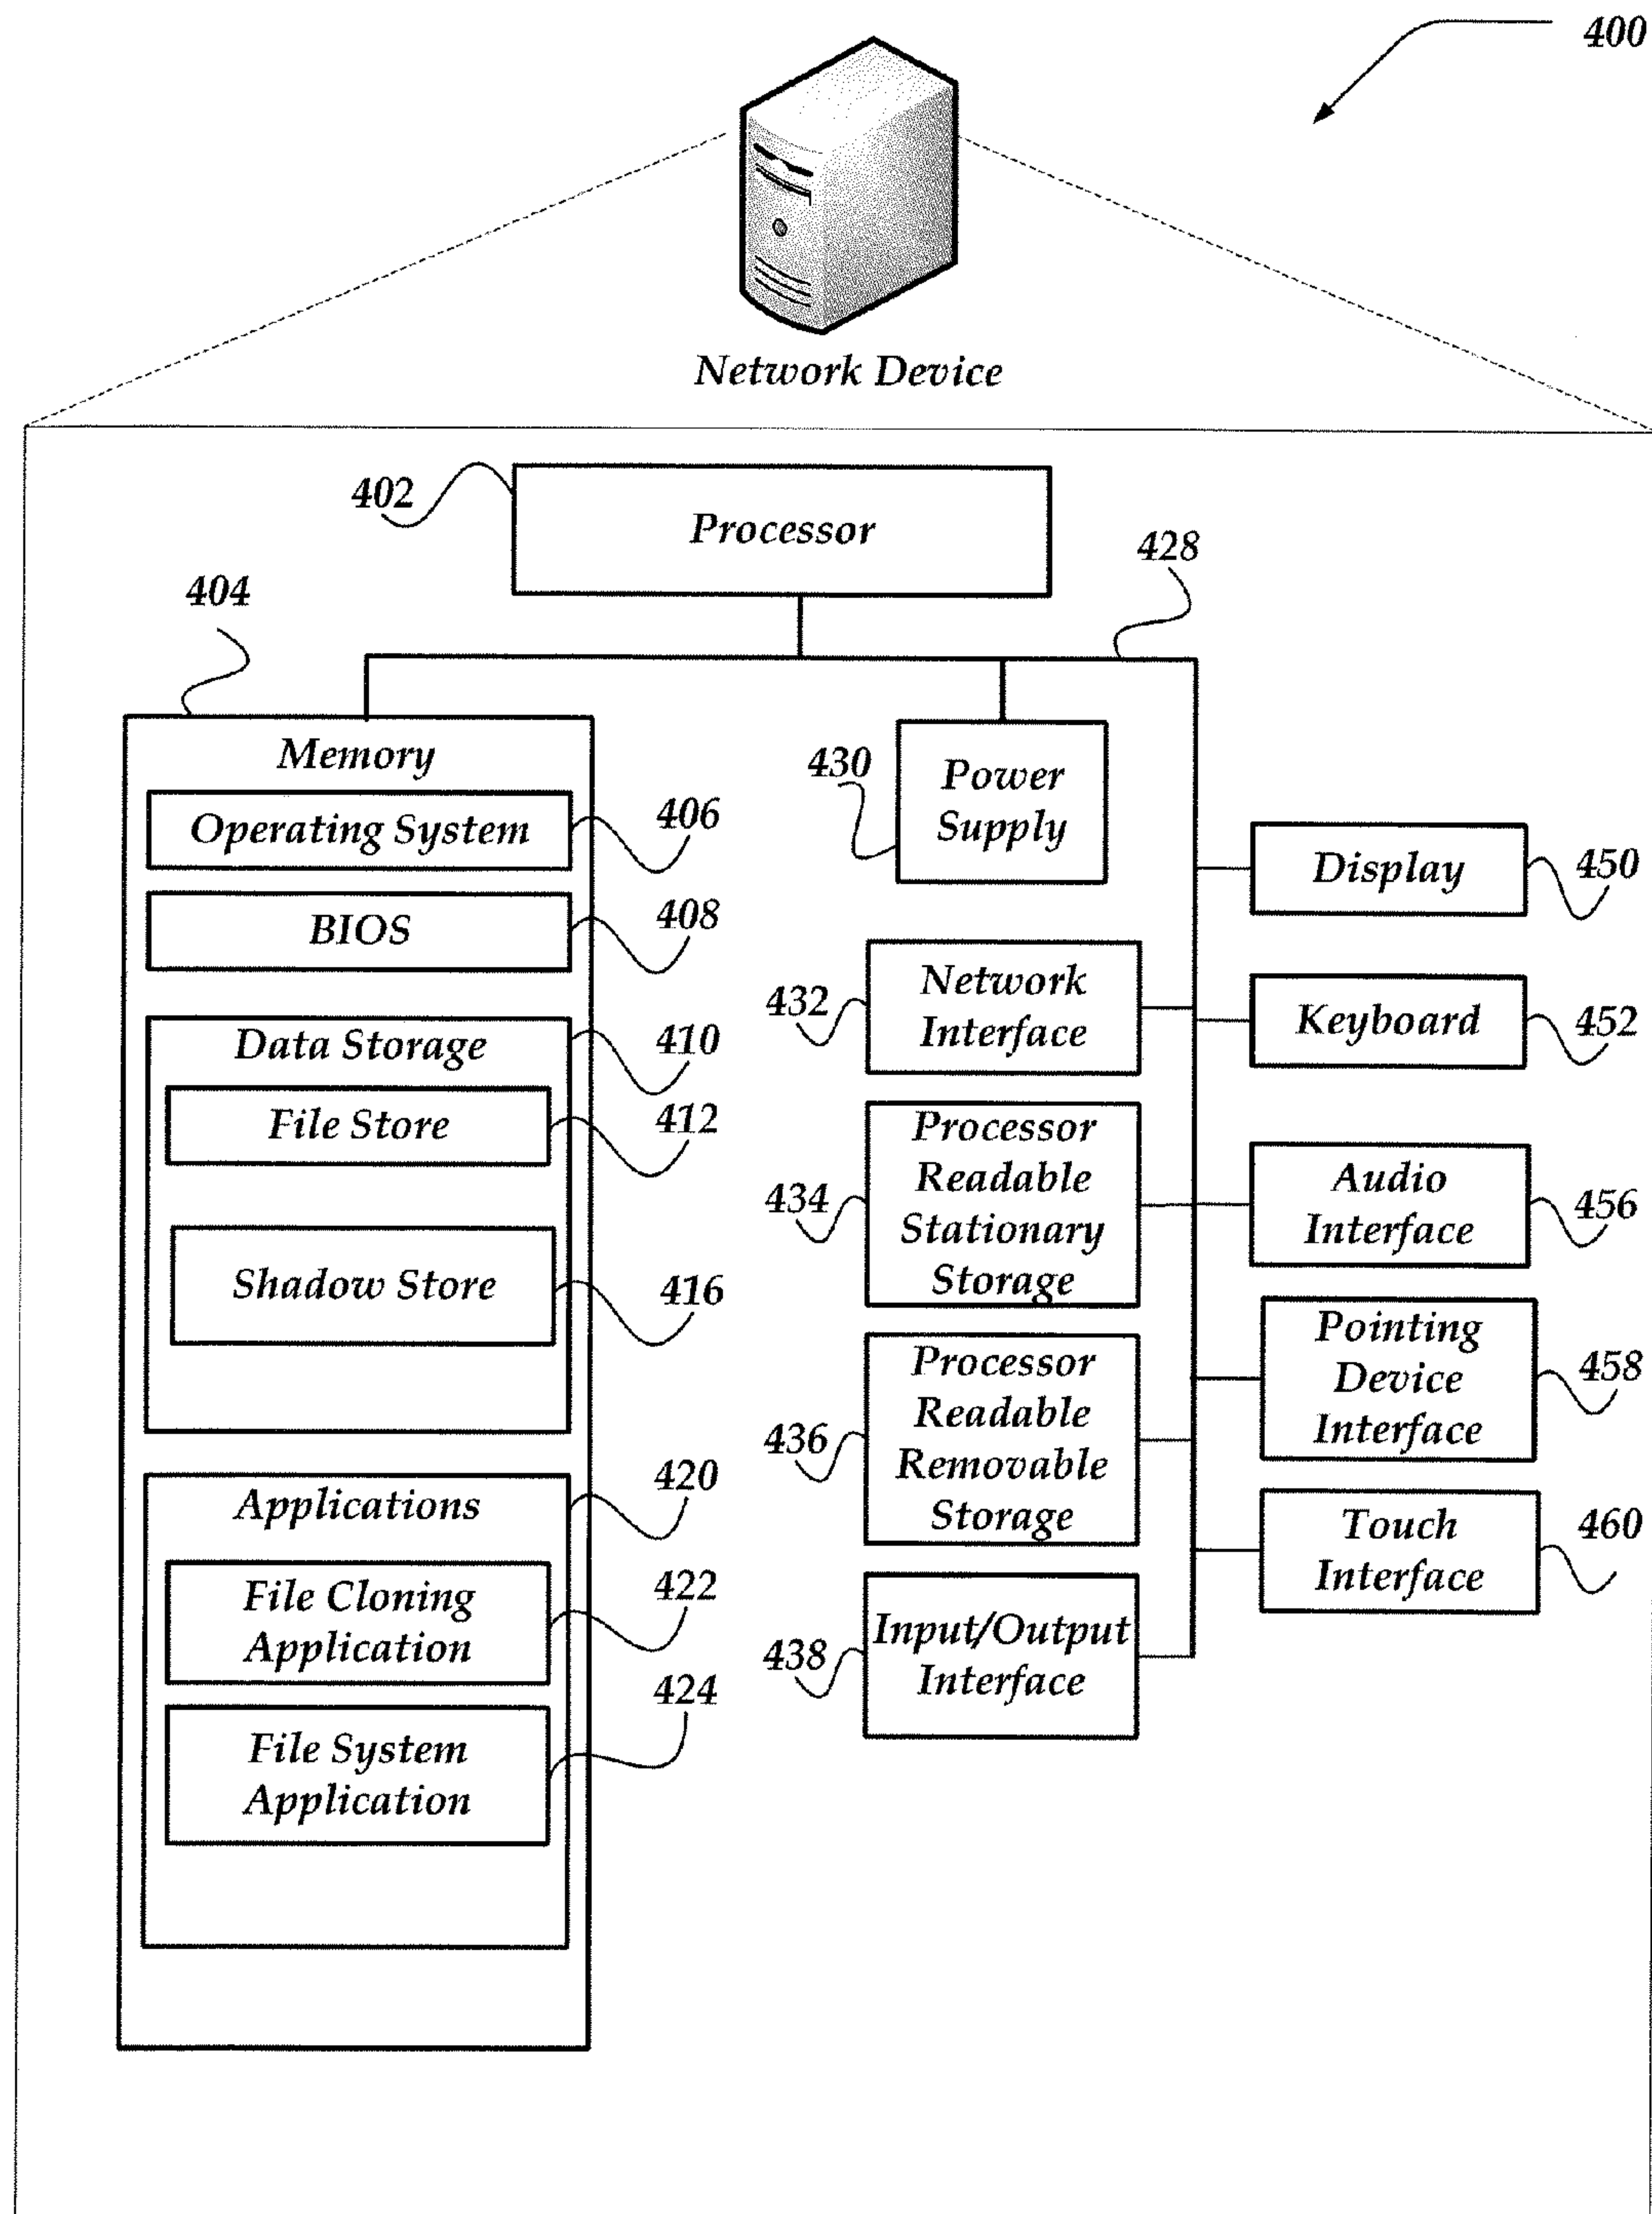 400
Network Device
402
Processor
428
404
Memory
Operating System
406
BIOS
408
Data Storage
410
File Store
412
Shadow Store
416
Applications
420
File Cloning
Application
422
File System
Application
424
430
Power
Supply
432
Network
Interface
434
Processor
Readable
Stationary
Storage
436
Processor
Readable
Removable
Storage
438
Input/Output
Interface
Display
450
Keyboard
452
Audio
Interface
456
Pointing
Device
Interface
458
Touch
Interface
460